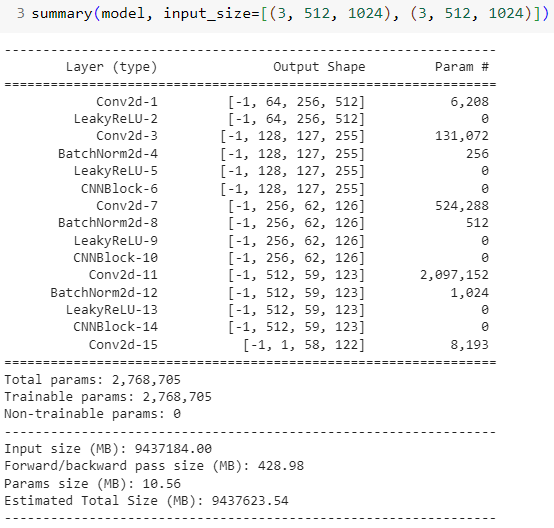 3 summary(model, input_size=[(3, 512, 1024), (3, 512, 1024)])
----------------------------------------------------------------
Layer (type) Output Shape Param #
================================================================
Conv2d-1 [-1, 64, 256, 512] 6,208
LeakyReLU-2 [-1, 64, 256, 512] 0
Conv2d-3 [-1, 128, 127, 255] 131,072
BatchNorm2d-4 [-1, 128, 127, 255] 256
LeakyReLU-5 [-1, 128, 127, 255] 0
CNNBlock-6 [-1, 128, 127, 255] 0
Conv2d-7 [-1, 256, 62, 126] 524,288
BatchNorm2d-8 [-1, 256, 62, 126] 512
LeakyReLU-9 [-1, 256, 62, 126] 0
CNNBlock-10 [-1, 256, 62, 126] 0
Conv2d-11 [-1, 512, 59, 123] 2,097,152
BatchNorm2d-12 [-1, 512, 59, 123] 1,024
LeakyReLU-13 [-1, 512, 59, 123] 0
CNNBlock-14 [-1, 512, 59, 123] 0
Conv2d-15 [-1, 1, 58, 122] 8,193
================================================================
Total params: 2,768,705
Trainable params: 2,768,705
Non-trainable params: 0
----------------------------------------------------------------
Input size (MB): 9437184.00
Forward/backward pass size (MB): 428.98
Params size (MB): 10.56
Estimated Total Size (MB): 9437623.54
----------------------------------------------------------------